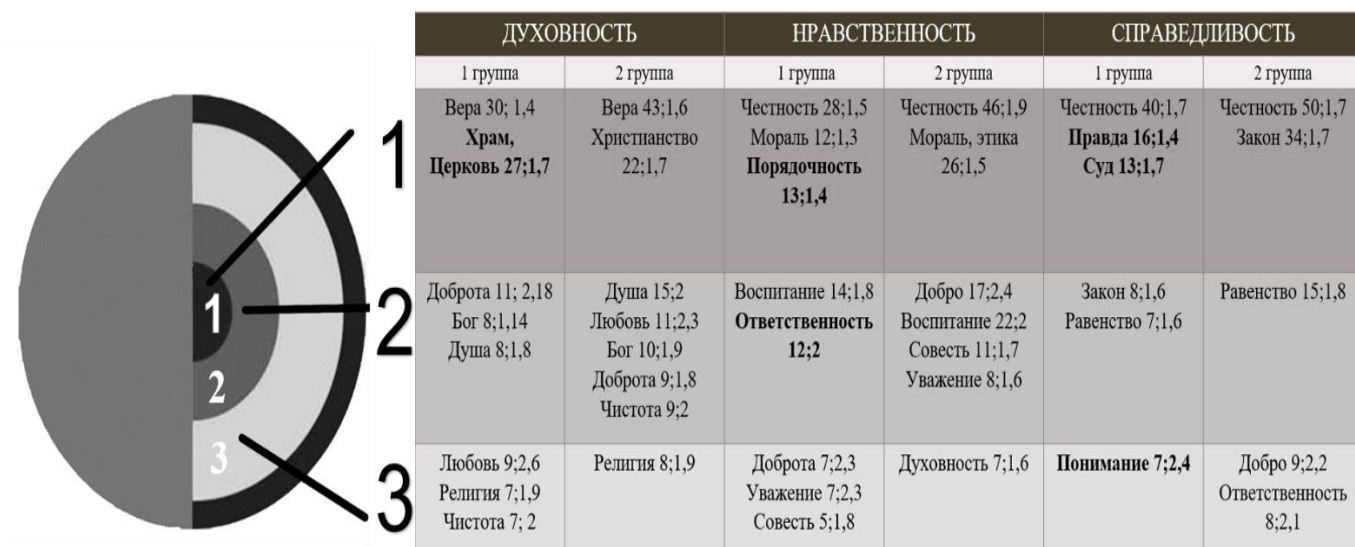 1
2
3
1
2
3
ДУХОВНОСТЬ НРАВСТВЕННОСТЬ СПРАВЕДЛИВОСТЬ
1 группа 2 группа 1 группа 2 группа 1 группа 2 группа
Вера 30; 1,4
Храм,
Церковь 27;1,7
Вера 43;1,6
Христианство
22;1,7
Честность 28;1,5
Мораль 12;1,3
Порядочность
13;1,4
Честность 46;1,9
Мораль, этика
26;1,5
Честность 40;1,7
Правда 16;1,4
Суд 13;1,7
Честность 50;1,7
Закон 34;1,7
Доброта 11; 2,18
Бог 8;1,14
Душа 8;1,8
Душа 15;2
Любовь 11;2,3
Бог 10;1,9
Доброта 9;1,8
Чистота 9;2
Воспитание 14;1,8
Ответственность
12;2
Добро 17;2,4
Воспитание 22;2
Совесть 11;1,7
Уважение 8;1,6
Закон 8;1,6
Равенство 7;1,6
Равенство 15;1,8
Любовь 9;2,6
Религия 7;1,9
Чистота 7; 2
Религия 8;1,9
Доброта 7;2,3
Уважение 7;2,3
Совесть 5;1,8
Духовность 7;1,6
Понимание 7;2,4
Добро 9;2,2
Ответственность
8;2,1